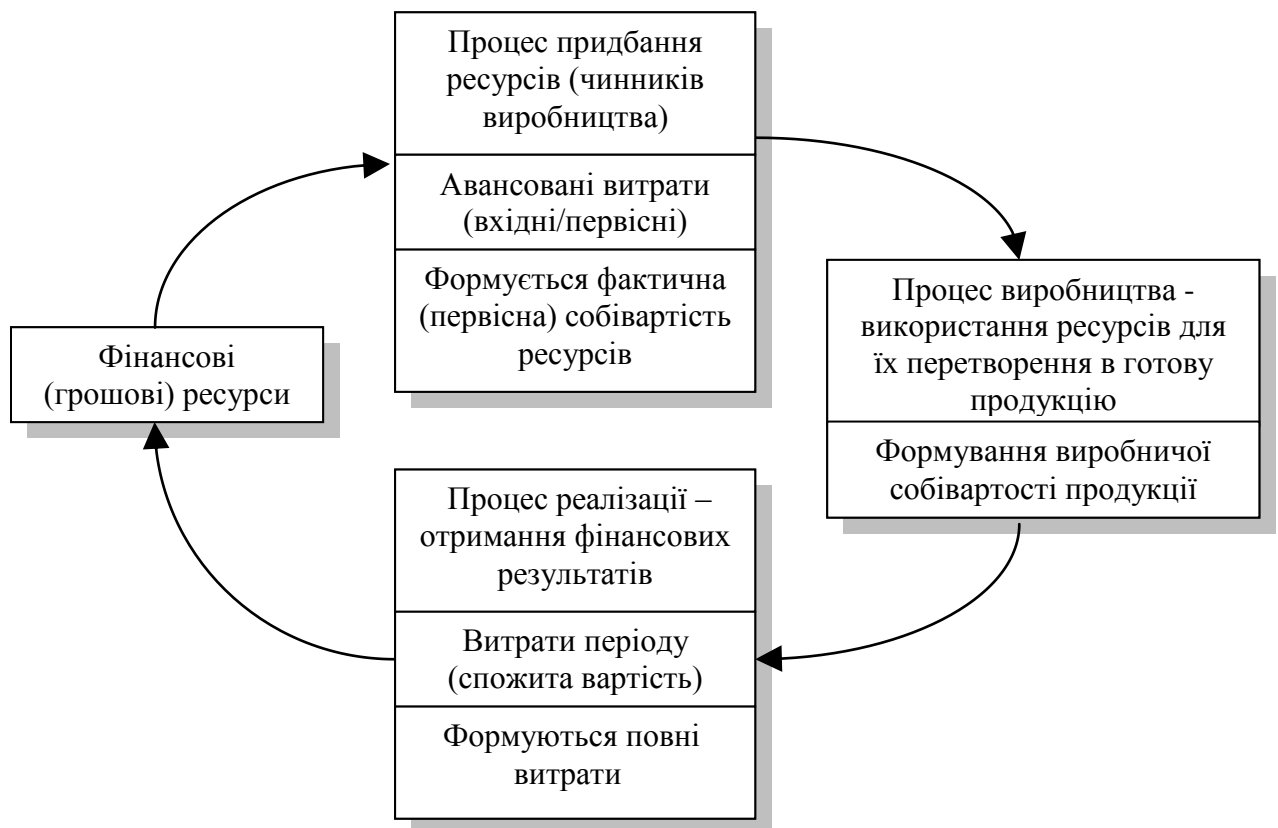 Процес придбання
ресурсів (чинників
виробництва)
Авансовані витрати
(вхідні/первісні)
Формується фактична
(первісна) собівартість
ресурсів
Процес виробництва -
використання ресурсів для
їх перетворення в готову
продукцію
Формування виробничої
собівартості продукції
Фінансові
(грошові) ресурси
Процес реалізації –
отримання фінансових
результатів
Витрати періоду
(спожита вартість)
Формуються повні
витрати